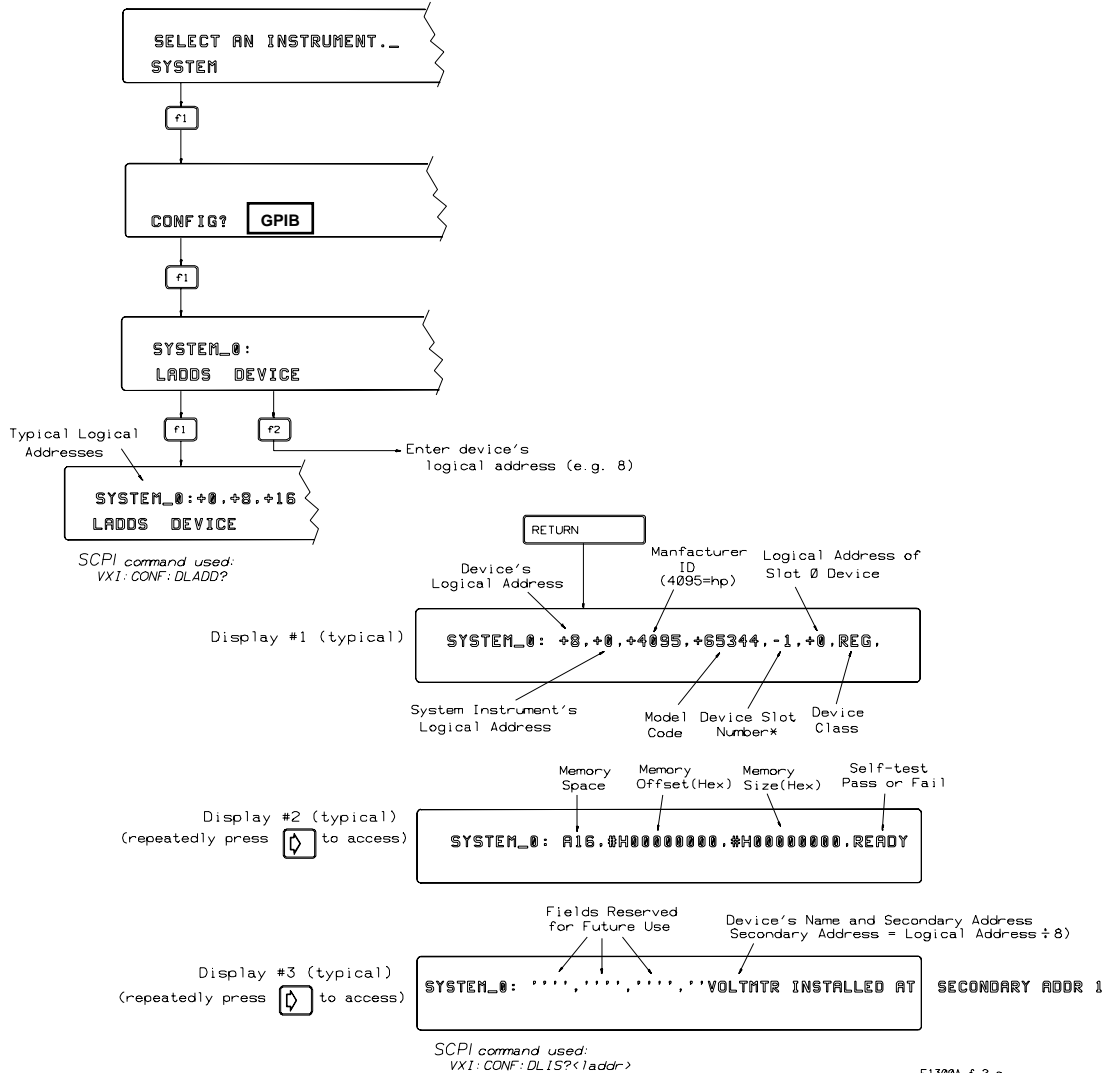 SELECT AN INSTRUMENT._
SYSTEM
f1
CONFIG? GPIB
f1
SYSTEM_0:
LADDS DEVICE
f1 f2
Typical Logical
Addresses
Enter device's
logical address (e.g. 8)
SYSTEM_0:+0,+8,+16
LADDS DEVICE
SCPI command used:
VXI:CONF:DLADD?
RETURN
Device's
Logical Address
Manfacturer
ID
(4095=hp)
Logical Address of
Slot 0 Device
Display #1 (typical)
SYSTEM_0: +8,+0,+4095,+65344,-1,+0,REG,
System Instrument's
Logical Address
Model
Code
Device Slot
Number*
Device
Class
Memory
Space
Memory
Offset(Hex)
Memory
Size(Hex)
Self-test
Pass or Fail
Display #2 (typical)
(repeatedly press to access)
SYSTEM_0: A16,#H00000000,#H00000000,READY
Fields Reserved
for Future Use
Device's Name and Secondary Address
Secondary Address = Logical Address÷8)
Display #3 (typical)
(repeatedly press to access)
SYSTEM_0: '''','''','''',''VOLTMTR INSTALLED AT SECONDARY ADDR 1
SCPI command used:
VXI:CONF:DLIS?<laddr>